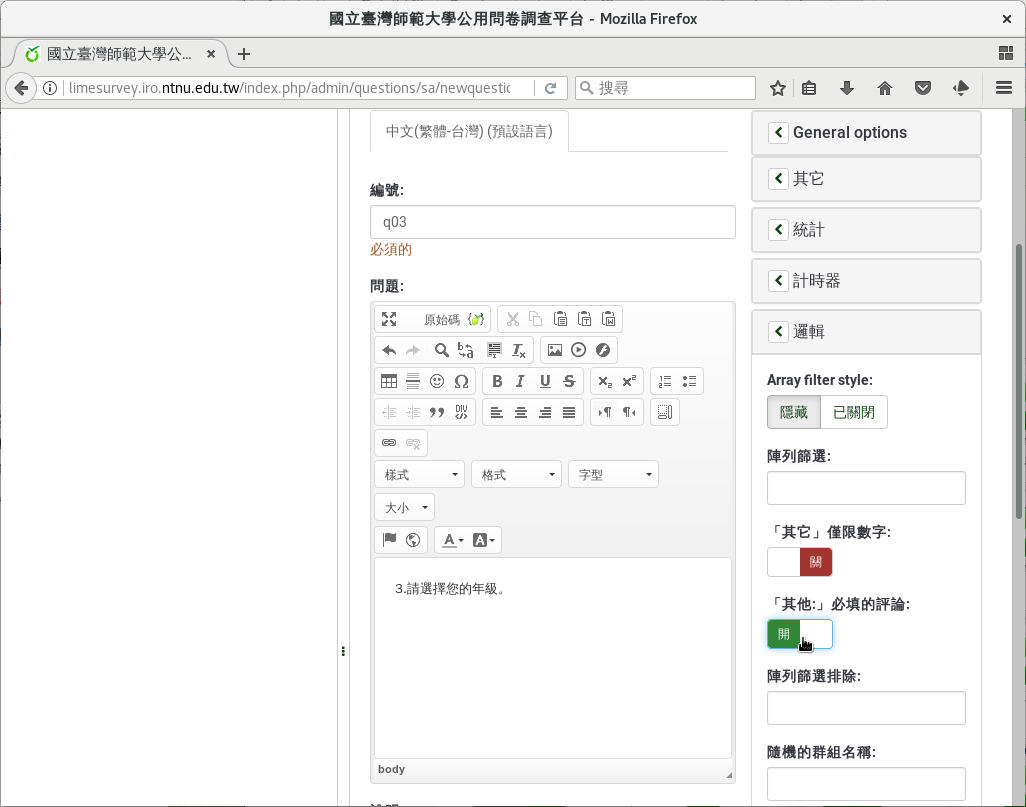 國立臺灣師範大學公用問卷調查平台 - Mozilla Firefox
國立臺灣師範大學公...
limesurvey.iro.ntnu.edu.tw/index.php/admin/questions/sa/newquestic
搜尋
中文(繁體-台灣) (預設語言)
編號:
q03
必須的
問題:
原始碼
樣式
格式
字型
大小
3.請選擇您的年級。
body
General options
其它
統計
計時器
邏輯
Array filter style:
隱藏 已關閉
陣列篩選:
「其它」僅限數字:
關
「其他:」必填的評論:
開
陣列篩選排除:
隨機的群組名稱: